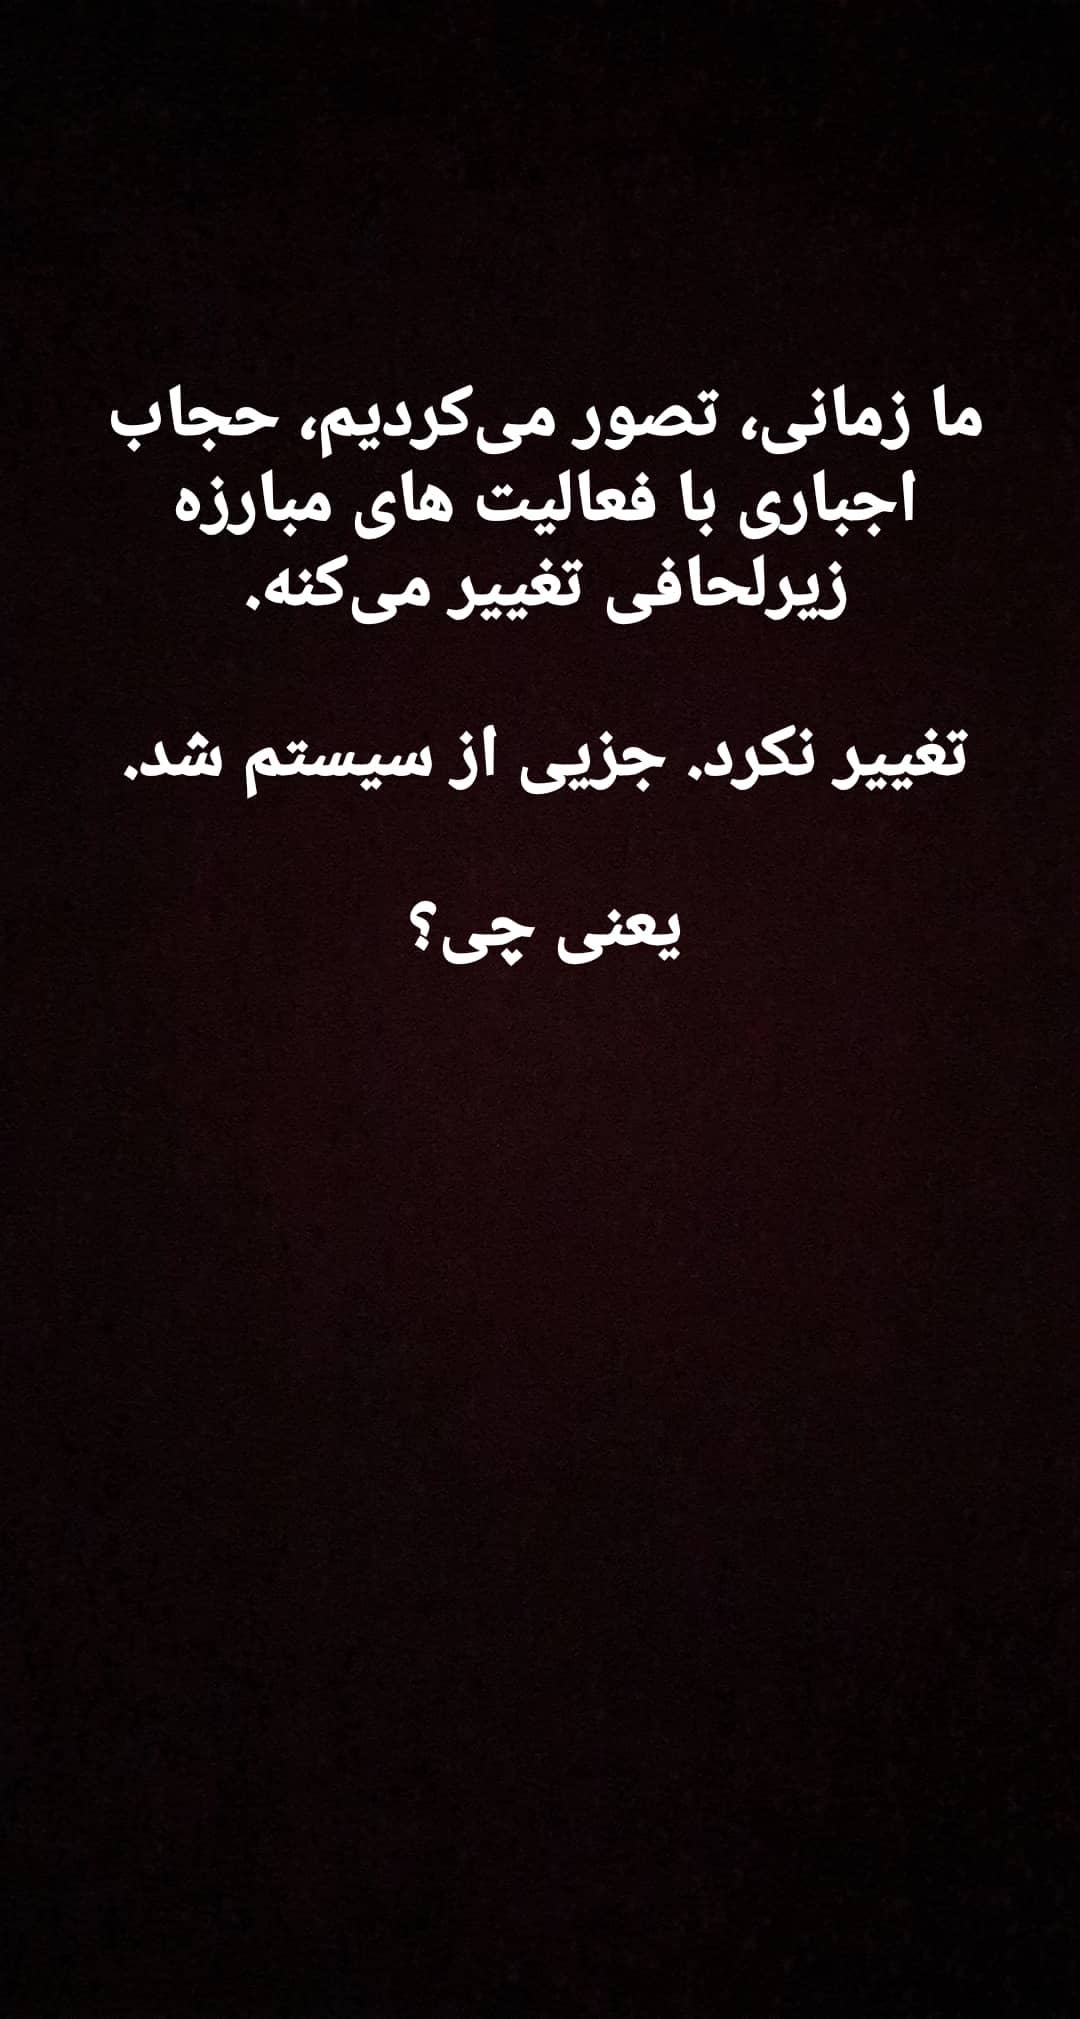 ما زمانی، تصور می‌کردیم، حجاب
اجباری با فعالیت های مبارزه
زیرلحافی تغییر می‌کنه.
تغییر نکرد. جزیی از سیستم شد.
یعنی چی؟